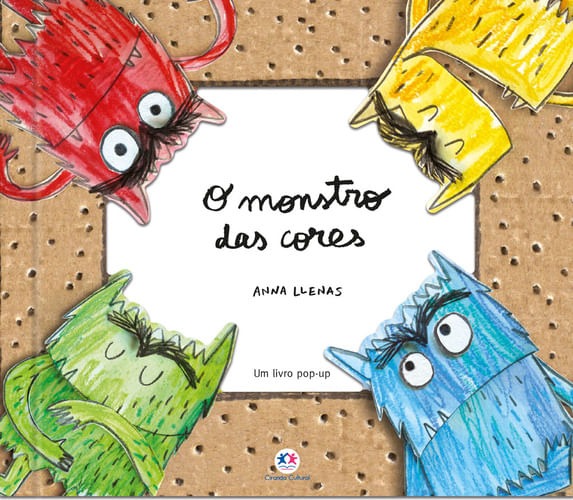 O monstro
das cores
ANNA LLENAS
Um livro pop-up
Ciranda Cultural